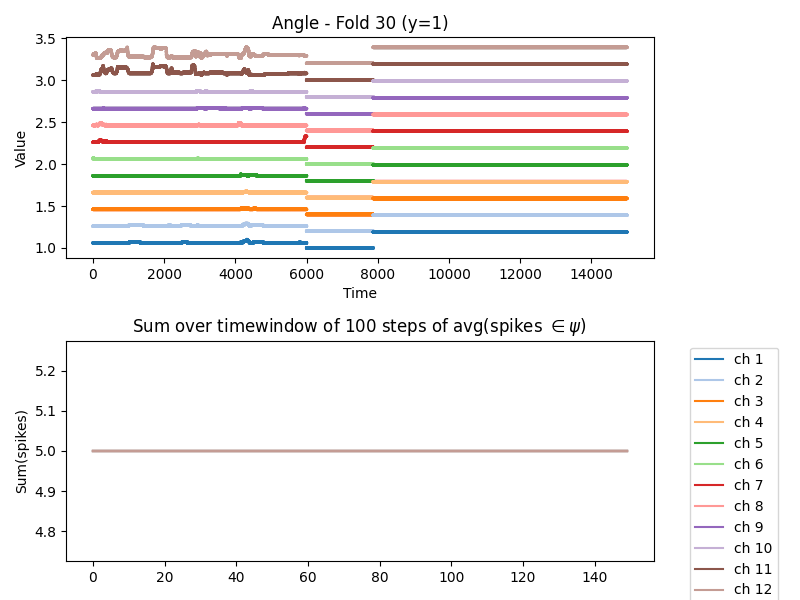 Angle - Fold 30 (y=1)
3.5
3.0
2.5
2.0
1.5
1.0
Value
0 2000 4000 6000 8000 10000 12000 14000
Time
Sum over timewindow of 100 steps of avg(spikes ∈ψ)
5.2
5.1
5.0
4.9
4.8
Sum(spikes)
0 20 40 60 80 100 120 140
ch 1
ch 2
ch 3
ch 4
ch 5
ch 6
ch 7
ch 8
ch 9
ch 10
ch 11
ch 12